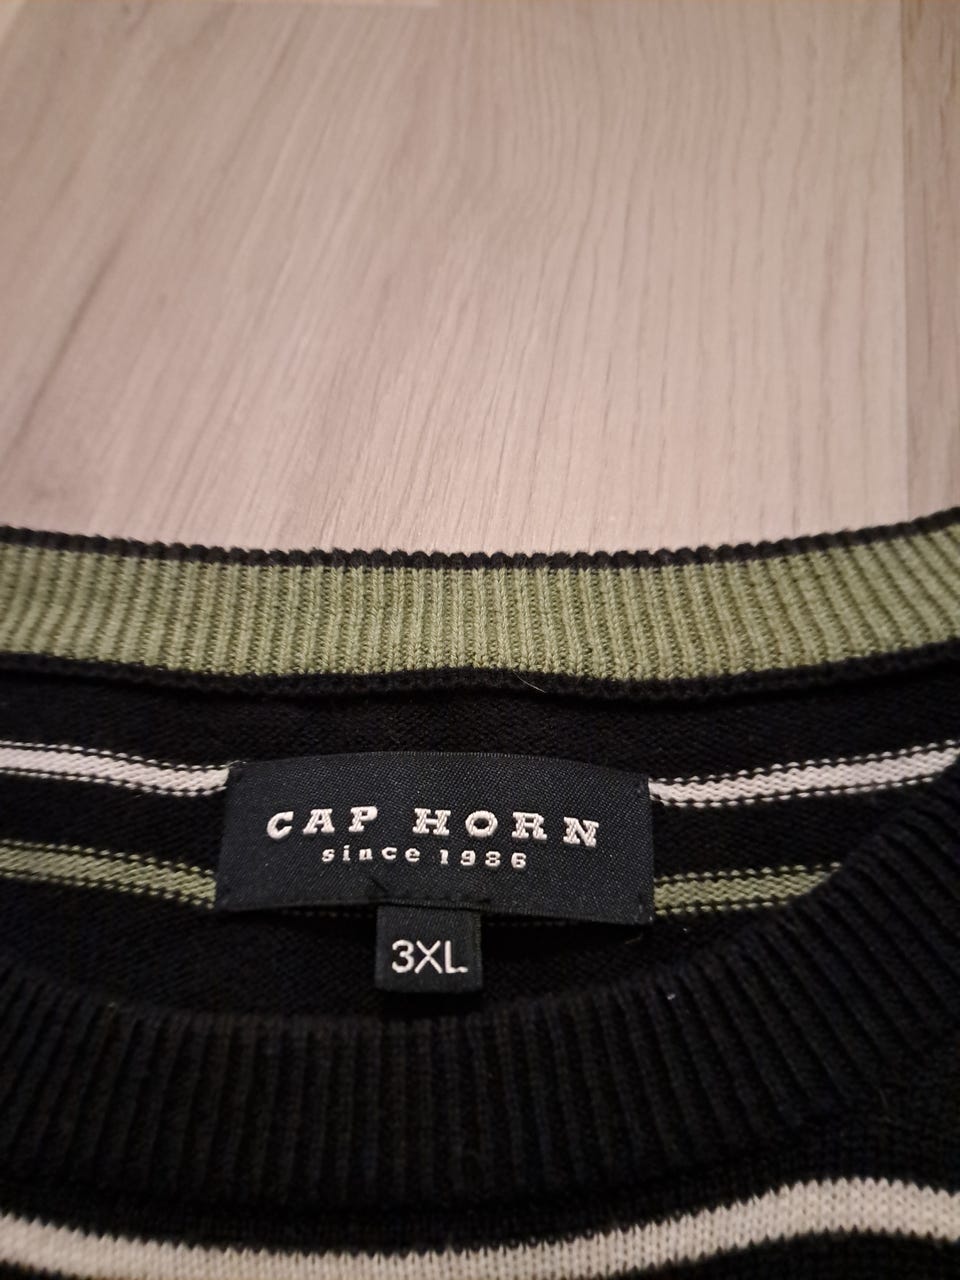 CAP HORN
since 1986
3XL